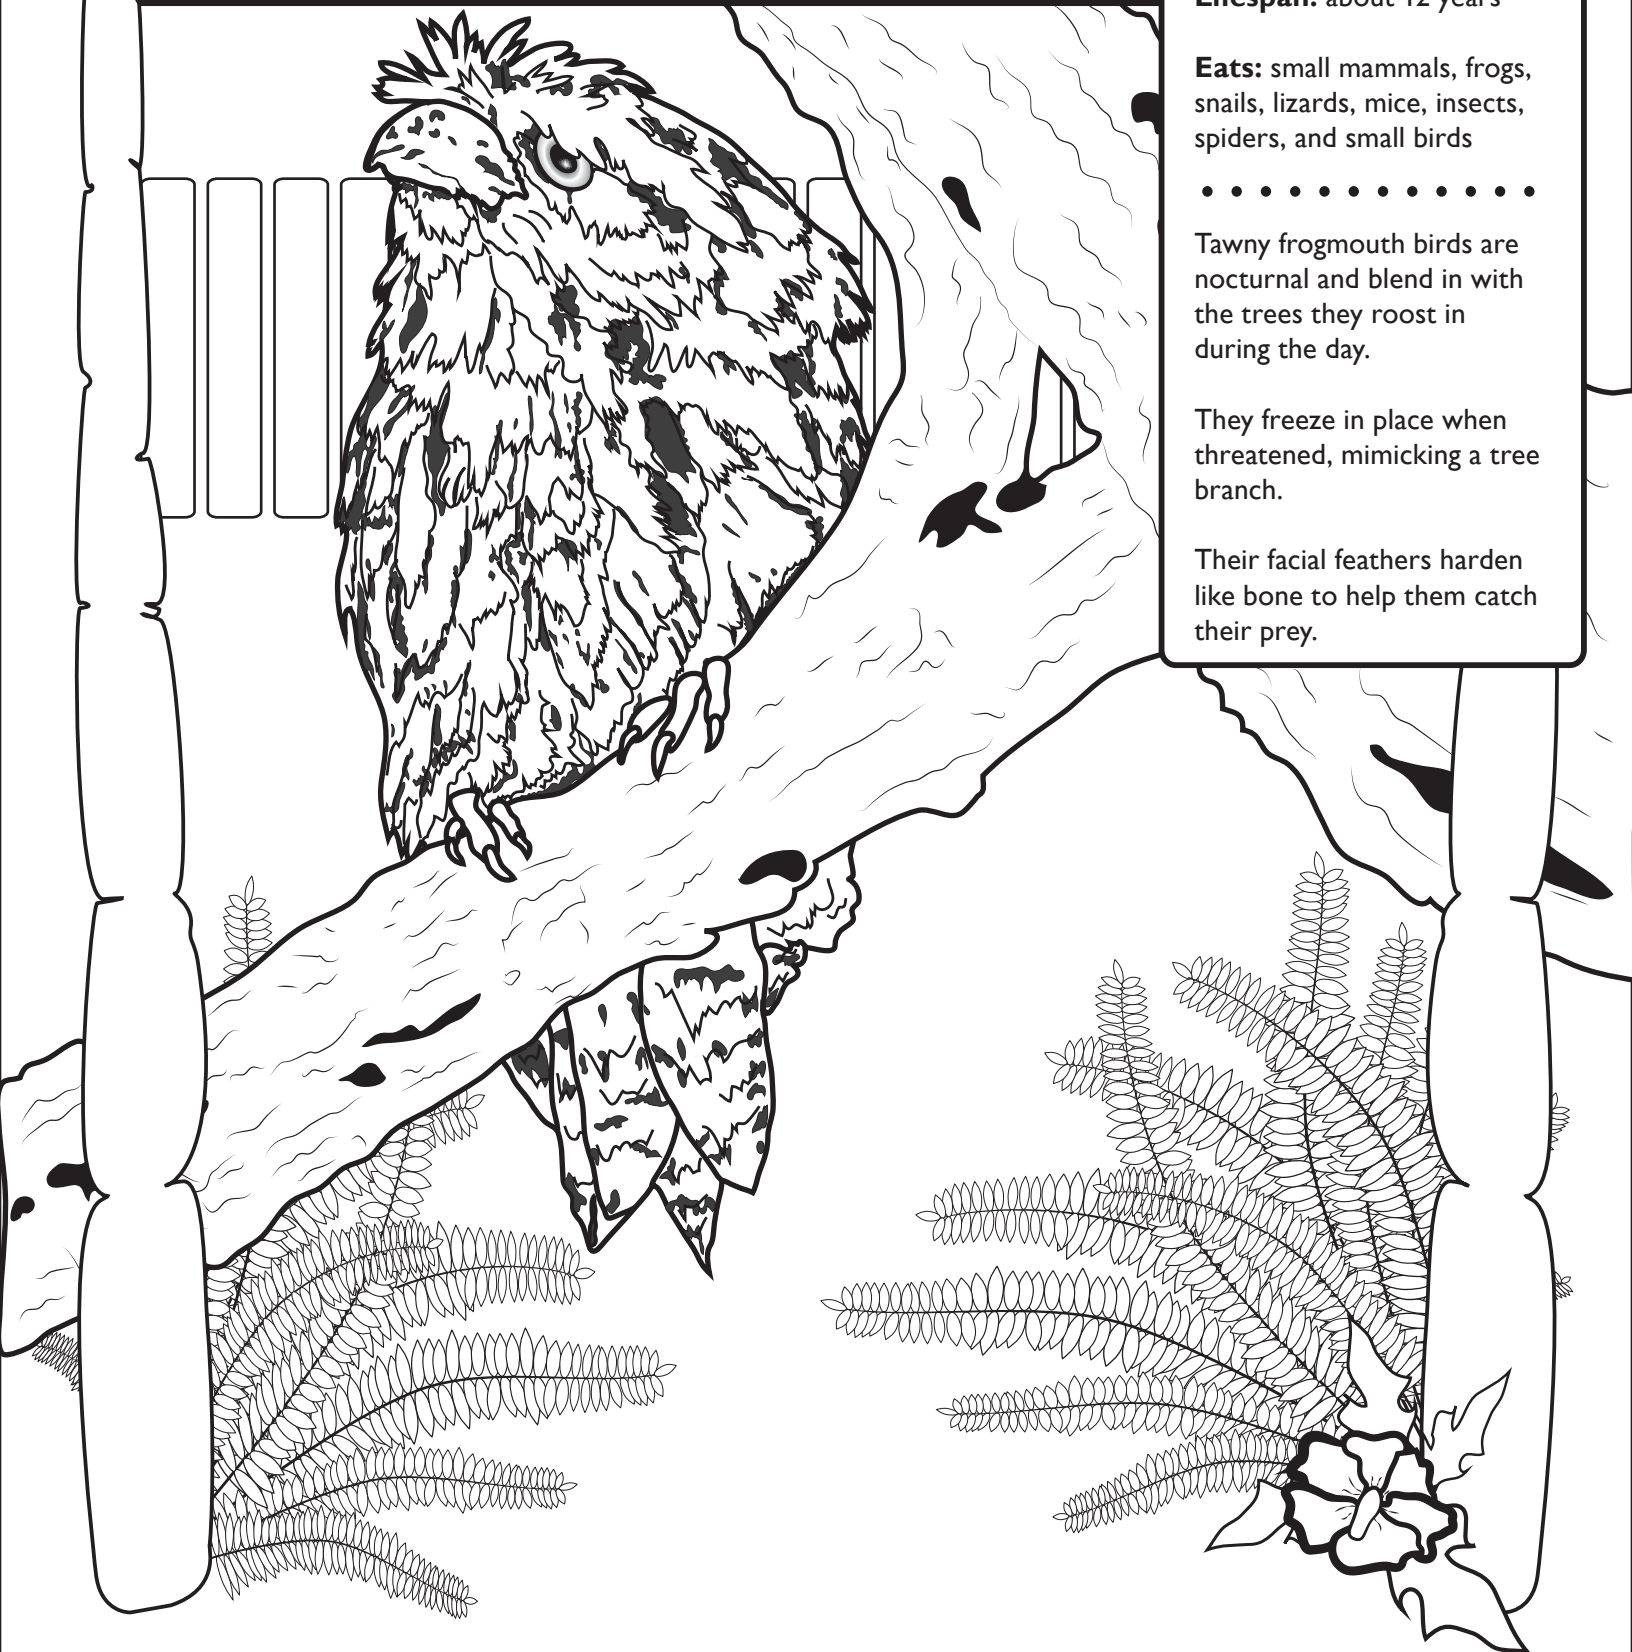 Lifespan: about 12 years
Eats: small mammals, frogs,
snails, lizards, mice, insects,
spiders, and small birds
Tawny frogmouth birds are
nocturnal and blend in with
the trees they roost in
during the day.
They freeze in place when
threatened, mimicking a tree
branch.
Their facial feathers harden
like bone to help them catch
their prey.